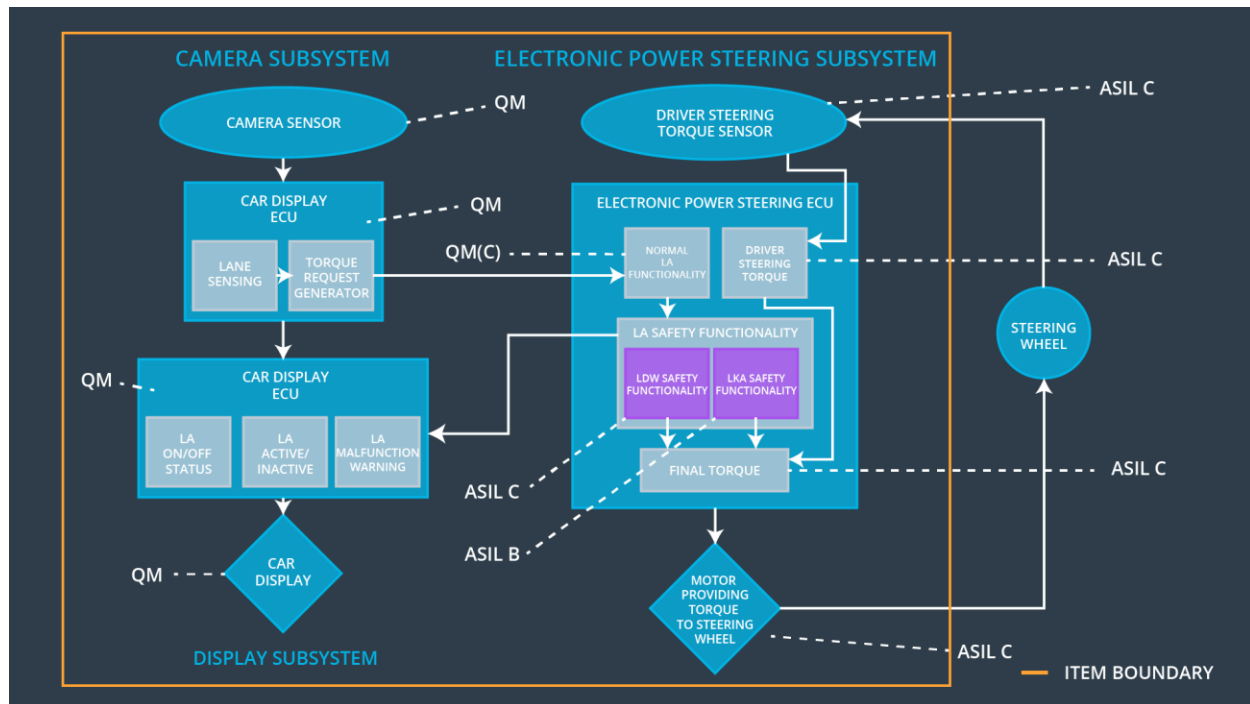 CAMERA SUBSYSTEM
ELECTRONIC POWER STEERING SUBSYSTEM
CAMERA SENSOR
QM
DRIVER STEERING
TORQUE SENSOR
ASIL C
CAR DISPLAY
ECU
QM
LANE
SENSING
TORQUE
REQUEST
GENERATOR
ELECTRONIC POWER STEERING ECU
QM(C)
NORMAL
LA
FUNCTIONALITY
DRIVER
STEERING
TORQUE
ASIL C
LA SAFETY FUNCTIONALITY
LDW SAFETY
FUNCTIONALITY
LKA SAFETY
FUNCTIONALITY
STEERING
WHEEL
QM
CAR DISPLAY
ECU
LA
ON/OFF
STATUS
LA
ACTIVE/
INACTIVE
LA
MALFUNCTION
WARNING
FINAL TORQUE
ASIL C
ASIL C
ASIL B
QM
CAR
DISPLAY
MOTOR
PROVIDING
TORQUE
TO STEERING
WHEEL
ASIL C
DISPLAY SUBSYSTEM
ITEM BOUNDARY